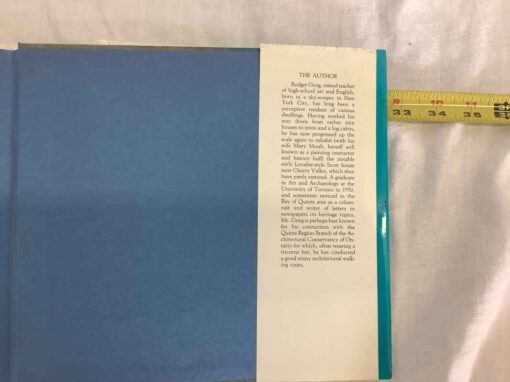 THE AUTHOR
Rodger Greig, retired teacher
of high-school art and English,
born in a sky-scraper in New
York City, has long been a
perceptive resident of various
dwellings. Having worked his
way down from rather nice
houses to tents and a log cabin,
he has now progressed up the
scale again to inhabit (with his
wife Mary Moult, herself well
known as a painting instructor
and history buff) the notable
early Loyalist-style Scott house
near Cherry Valley, which they
have justly restored. A graduate
in Art and Archaeology at the
University of Toronto in 1950,
and sometimes noticed in the
Bay of Quinte area as a colum-
nist and writer of letters to
newspapers on heritage topics,
Mr. Greig is perhaps best known
for his connection with the
Quinte Region Branch of the Ar-
chitectural Conservancy of On-
tario for which, often wearing a
tricorne hat, he has conducted
a good many architectural walk-
ing tours.
9 10 11
33 34 35